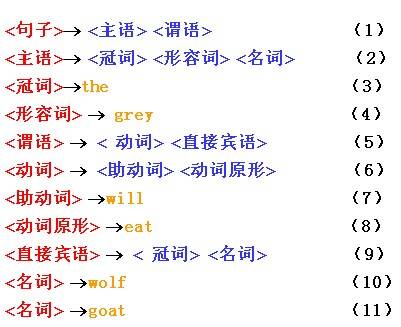 <句子>→ <主语> <谓语> （1）
<主语>→ <冠词> <形容词> <名词> （2）
<冠词>→the （3）
<形容词> → grey （4）
<谓语> → < 动词> <直接宾语> （5）
<动词> → <助动词> <动词原形> （6）
<助动词> →will （7）
<动词原形> →eat （8）
<直接宾语> → < 冠词> <名词> （9）
<名词> →wolf （10）
<名词> →goat （11）